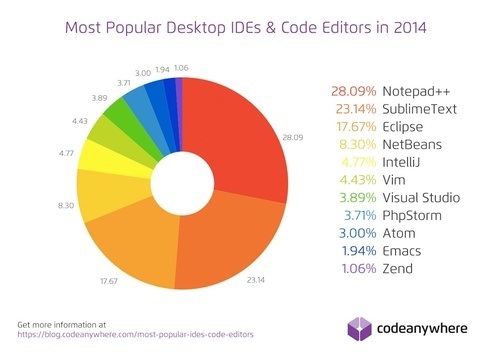 Most Popular Desktop IDEs & Code Editors in 2014
1.06
1.94
3.00
3.71
3.89
4.43
4.77
8.30
17.67
23.14
28.09
28.09% Notepad++
23.14% SublimeText
17.67% Eclipse
8.30% NetBeans
4.77% IntelliJ
4.43% Vim
3.89% Visual Studio
3.71% PhpStorm
3.00% Atom
1.94% Emacs
1.06% Zend
Get more information at
https://blog.codeanywhere.com/most-popular-ides-code-editors
codeanywhere